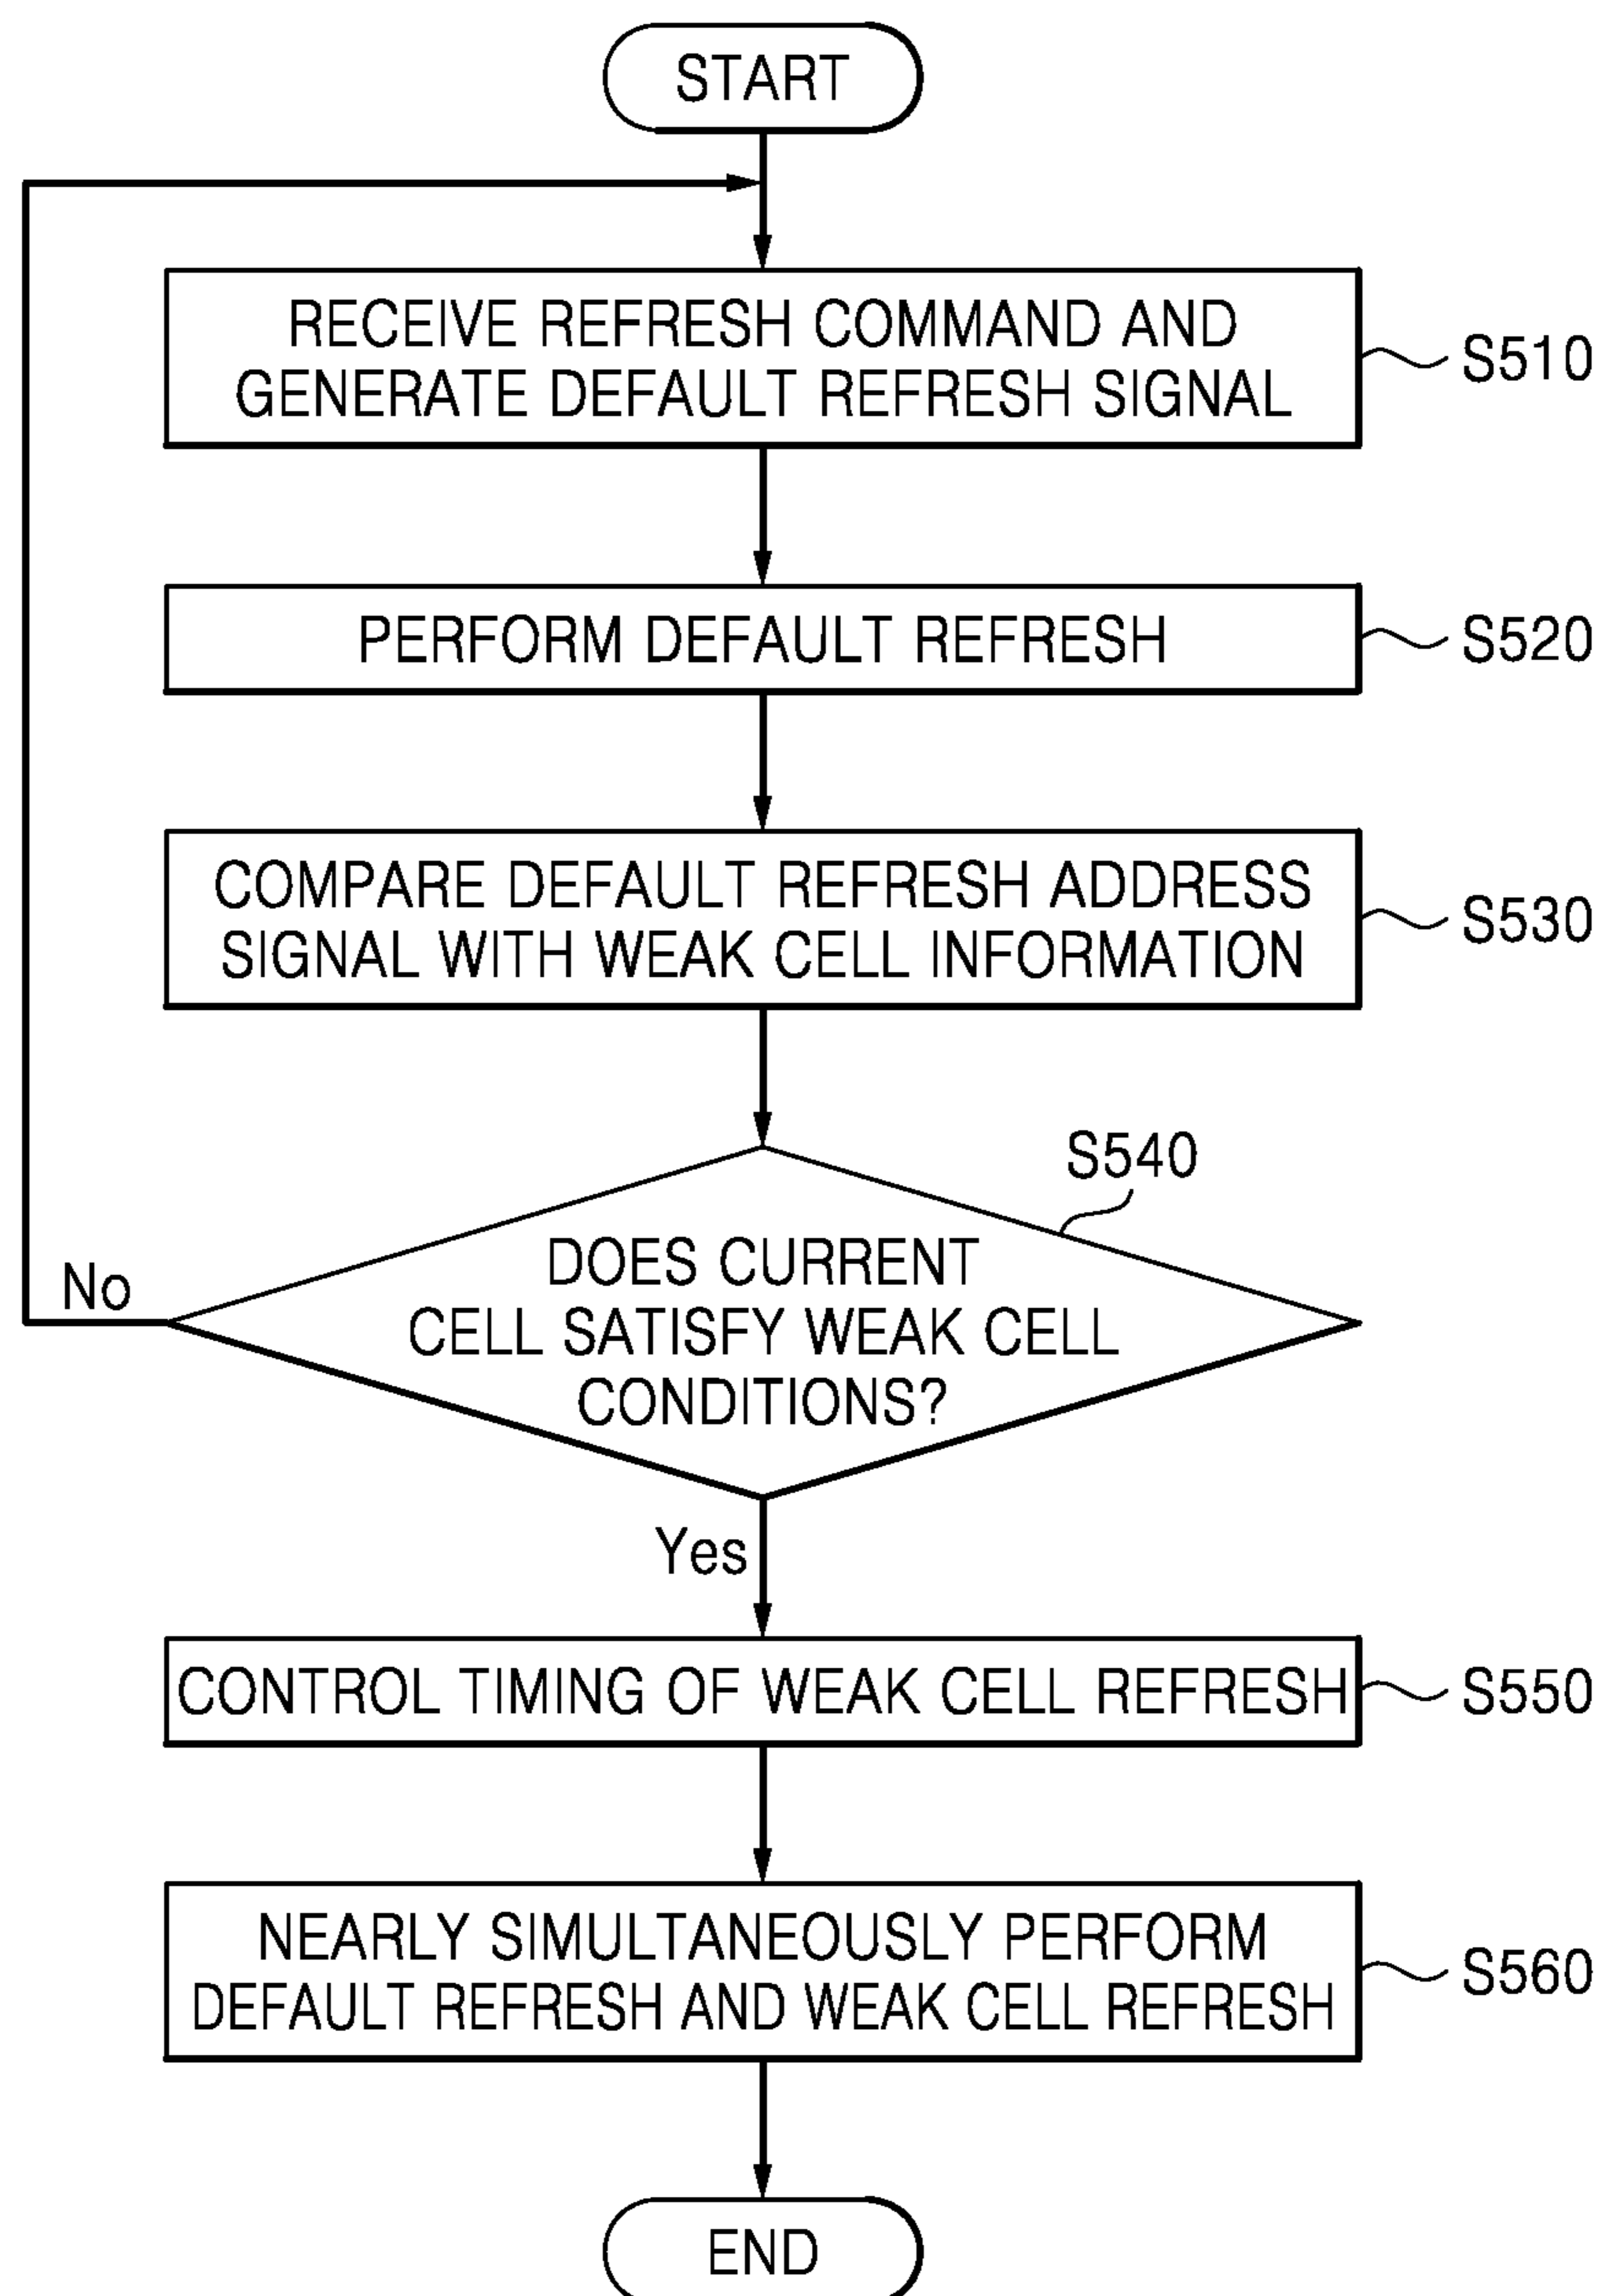 START
RECEIVE REFRESH COMMAND AND
GENERATE DEFAULT REFRESH SIGNAL
S510
PERFORM DEFAULT REFRESH
S520
COMPARE DEFAULT REFRESH ADDRESS
SIGNAL WITH WEAK CELL INFORMATION
S530
S540
DOES CURRENT
CELL SATISFY WEAK CELL
CONDITIONS?
No
Yes
CONTROL TIMING OF WEAK CELL REFRESH
S550
NEARLY SIMULTANEOUSLY PERFORM
DEFAULT REFRESH AND WEAK CELL REFRESH
S560
END